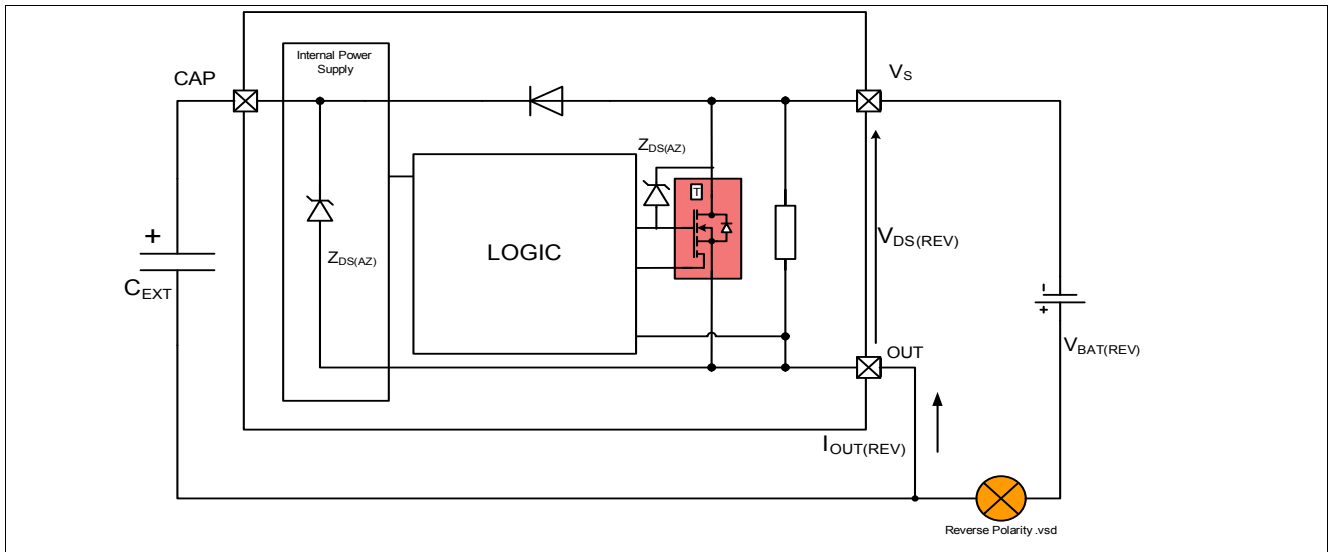 Internal Power
Supply
CAP
VS
ZDS(AZ)
T
+
CEXT
ZDS(AZ)
LOGIC
VDS(REV)
-
+
VBAT(REV)
OUT
IOUT(REV)
Reverse Polarity .vsd